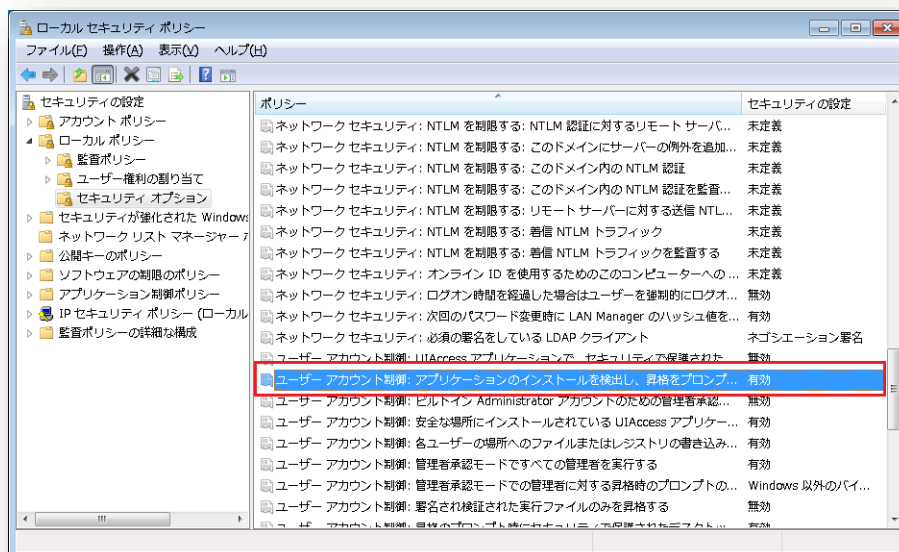 ローカル セキュリティ ポリシー
ファイル(F) 操作(A) 表示(V) ヘルプ(H)
セキュリティの設定
アカウント ポリシー
ローカル ポリシー
監査ポリシー
ユーザー権利の割り当て
セキュリティ オプション
セキュリティが強化された Windows
ネットワーク リスト マネージャー
公開キーのポリシー
ソフトウェアの制限のポリシー
アプリケーション制御ポリシー
IP セキュリティ ポリシー (ローカル
監査ポリシーの詳細な構成
ポリシー セキュリティの設定
ネットワーク セキュリティ: NTLM を制限する: NTLM 認証に対するリモート サーバ... 未定義
ネットワーク セキュリティ: NTLM を制限する: このドメインにサーバーの例外を追加... 未定義
ネットワーク セキュリティ: NTLM を制限する: このドメイン内の NTLM 認証 未定義
ネットワーク セキュリティ: NTLM を制限する: このドメイン内の NTLM 認証を監査... 未定義
ネットワーク セキュリティ: NTLM を制限する: リモート サーバーに対する送信 NTL... 未定義
ネットワーク セキュリティ: NTLM を制限する: 着信 NTLM トラフィック 未定義
ネットワーク セキュリティ: NTLM を制限する: 着信 NTLM トラフィックを監査する 未定義
ネットワーク セキュリティ: オンライン ID を使用するためのこのコンピューターへの ... 未定義
ネットワーク セキュリティ: ログオン時間を経過した場合はユーザーを強制的にログオ... 無効
ネットワーク セキュリティ: 次回のパスワード変更時に LAN Manager のハッシュ値を... 有効
ネットワーク セキュリティ: 必須の署名をしている LDAP クライアント ネゴシエーション署名
ユーザー アカウント制御: UIAccess アプリケーションで、セキュリティで保護された... 無効
ユーザー アカウント制御: アプリケーションのインストールを検出し、昇格をプロンプ... 有効
ユーザー アカウント制御: ビルトイン Administrator アカウントのための管理者承認... 無効
ユーザー アカウント制御: 安全な場所にインストールされている UIAccess アプリケー... 有効
ユーザー アカウント制御: 各ユーザーの場所へのファイルまたはレジストリの書き込み... 有効
ユーザー アカウント制御: 管理者承認モードですべての管理者を実行する 有効
ユーザー アカウント制御: 管理者承認モードでの管理者に対する昇格時のプロンプトの... Windows 以外のバイ...
ユーザー アカウント制御: 署名され検証された実行ファイルのみを昇格する 無効
ユーザー アカウント制御: 昇格のプロンプト時にセキュリティで保護されたデスクトッ... 有効